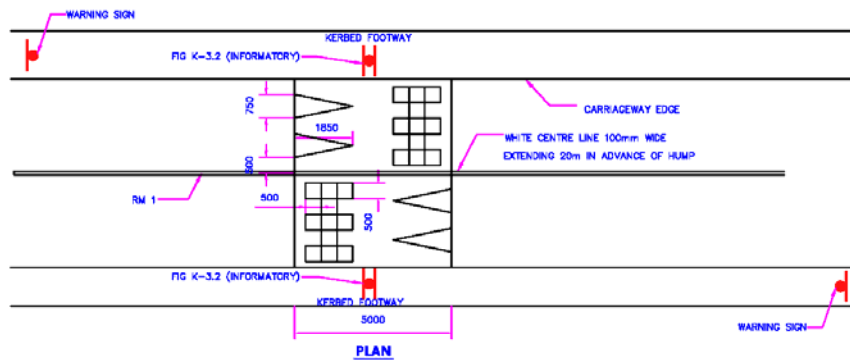 WARNING SIGN
KERBED FOOTWAY
FIG K-3.2 (INFORMATORY)
750
CARRIAGEWAY EDGE
1850
WHITE CENTRE LINE 100mm WIDE
EXTENDING 20m IN ADVANCE OF HUMP
600
RM 1
500
500
FIG K-3.2 (INFORMATORY)
KERBED FOOTWAY
5000
WARNING SIGN
PLAN